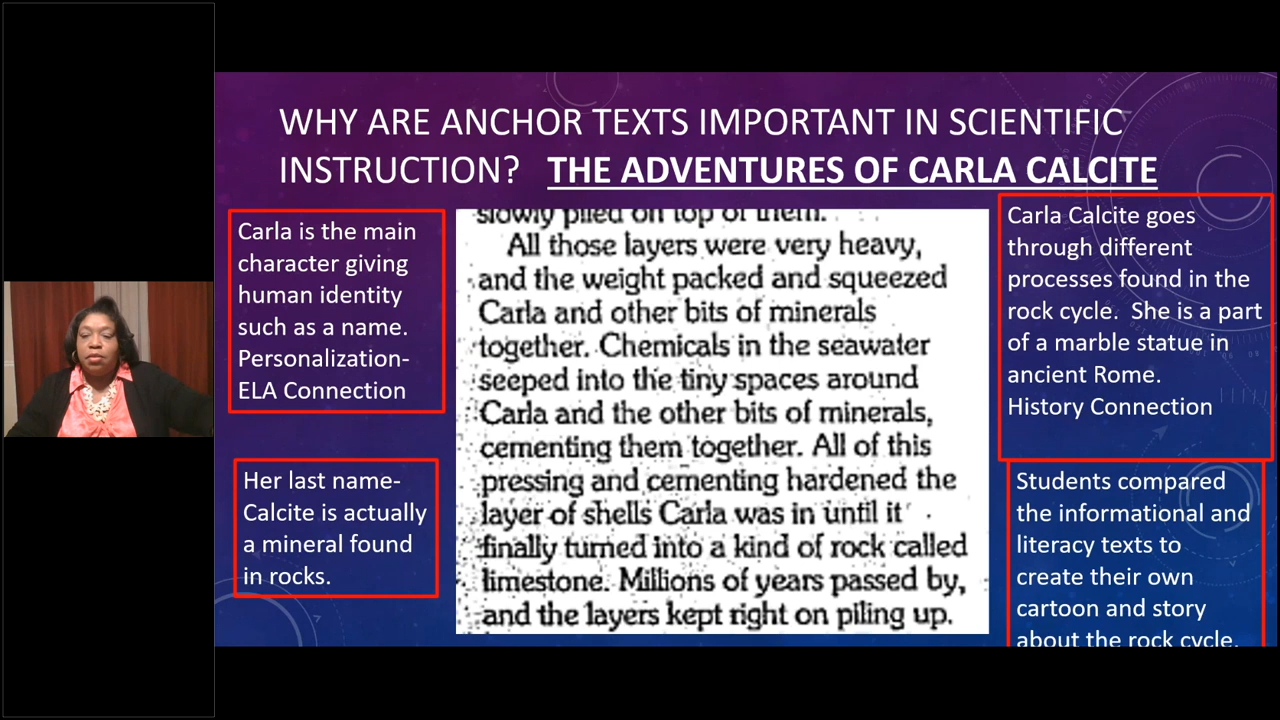 WHY ARE ANCHOR TEXTS IMPORTANT IN SCIENTIFIC
INSTRUCTION? THE ADVENTURES OF CARLA CALCITE
Carla is the main
character giving
human identity
such as a name.
Personalization-
ELA Connection
Her last name-
Calcite is actually
a mineral found
in rocks.
slowly piled on top of them.
All those layers were very heavy,
and the weight packed and squeezed
Carla and other bits of minerals
together. Chemicals in the seawater
seeped into the tiny spaces around
Carla and the other bits of minerals,
cementing them together. All of this
pressing and cementing hardened the
layer of shells Carla was in until it
finally turned into a kind of rock called
limestone. Millions of years passed by,
and the layers kept right on piling up.
Carla Calcite goes
through different
processes found in the
rock cycle. She is a part
of a marble statue in
ancient Rome.
History Connection
Students compared
the informational and
literacy texts to
create their own
cartoon and story
about the rock cycle.